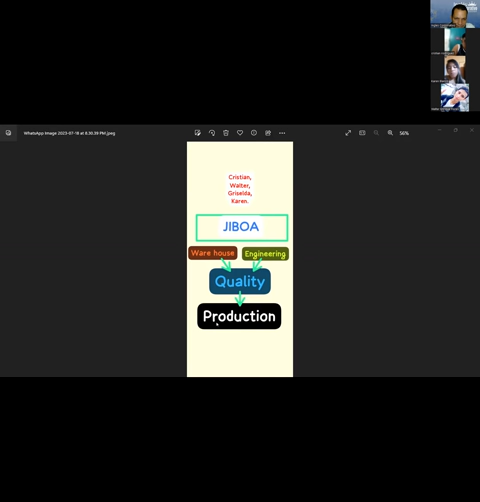 WhatsApp Image 2023-07-18 at 8.30.39 PM.jpeg
56%
Cristian,
Walter,
Griselda,
Karen.
JIBOA
Ware house
Engineering
Quality
Production